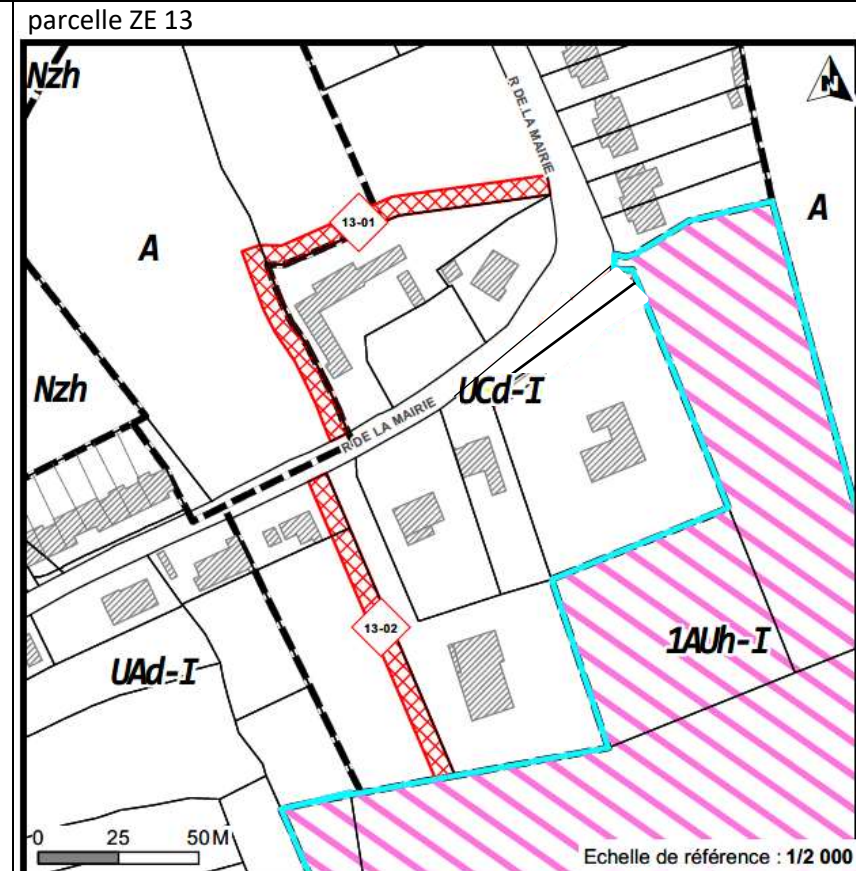 parcelle ZE 13
Nzh
N
R DE LA MAIRIE
13-01
A
A
Nzh
UCd-I
R DE LA MAIRIE
13-02
1AUh-I
UAd-I
0 25 50 M
Echelle de référence : 1/2 000